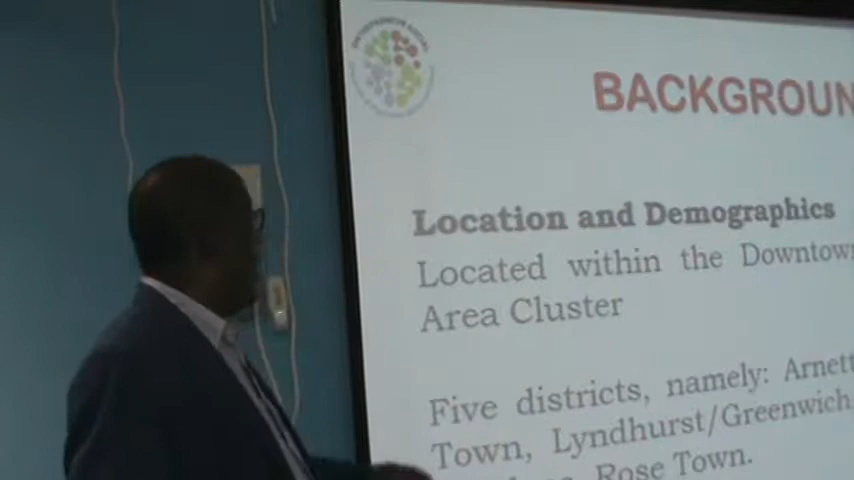 BACKGROUN
Location and Demographics
Located within the Downtown
Area Cluster
Five districts, namely: Arnett
Town, Lyndhurst/Greenwich,
Rose Town.